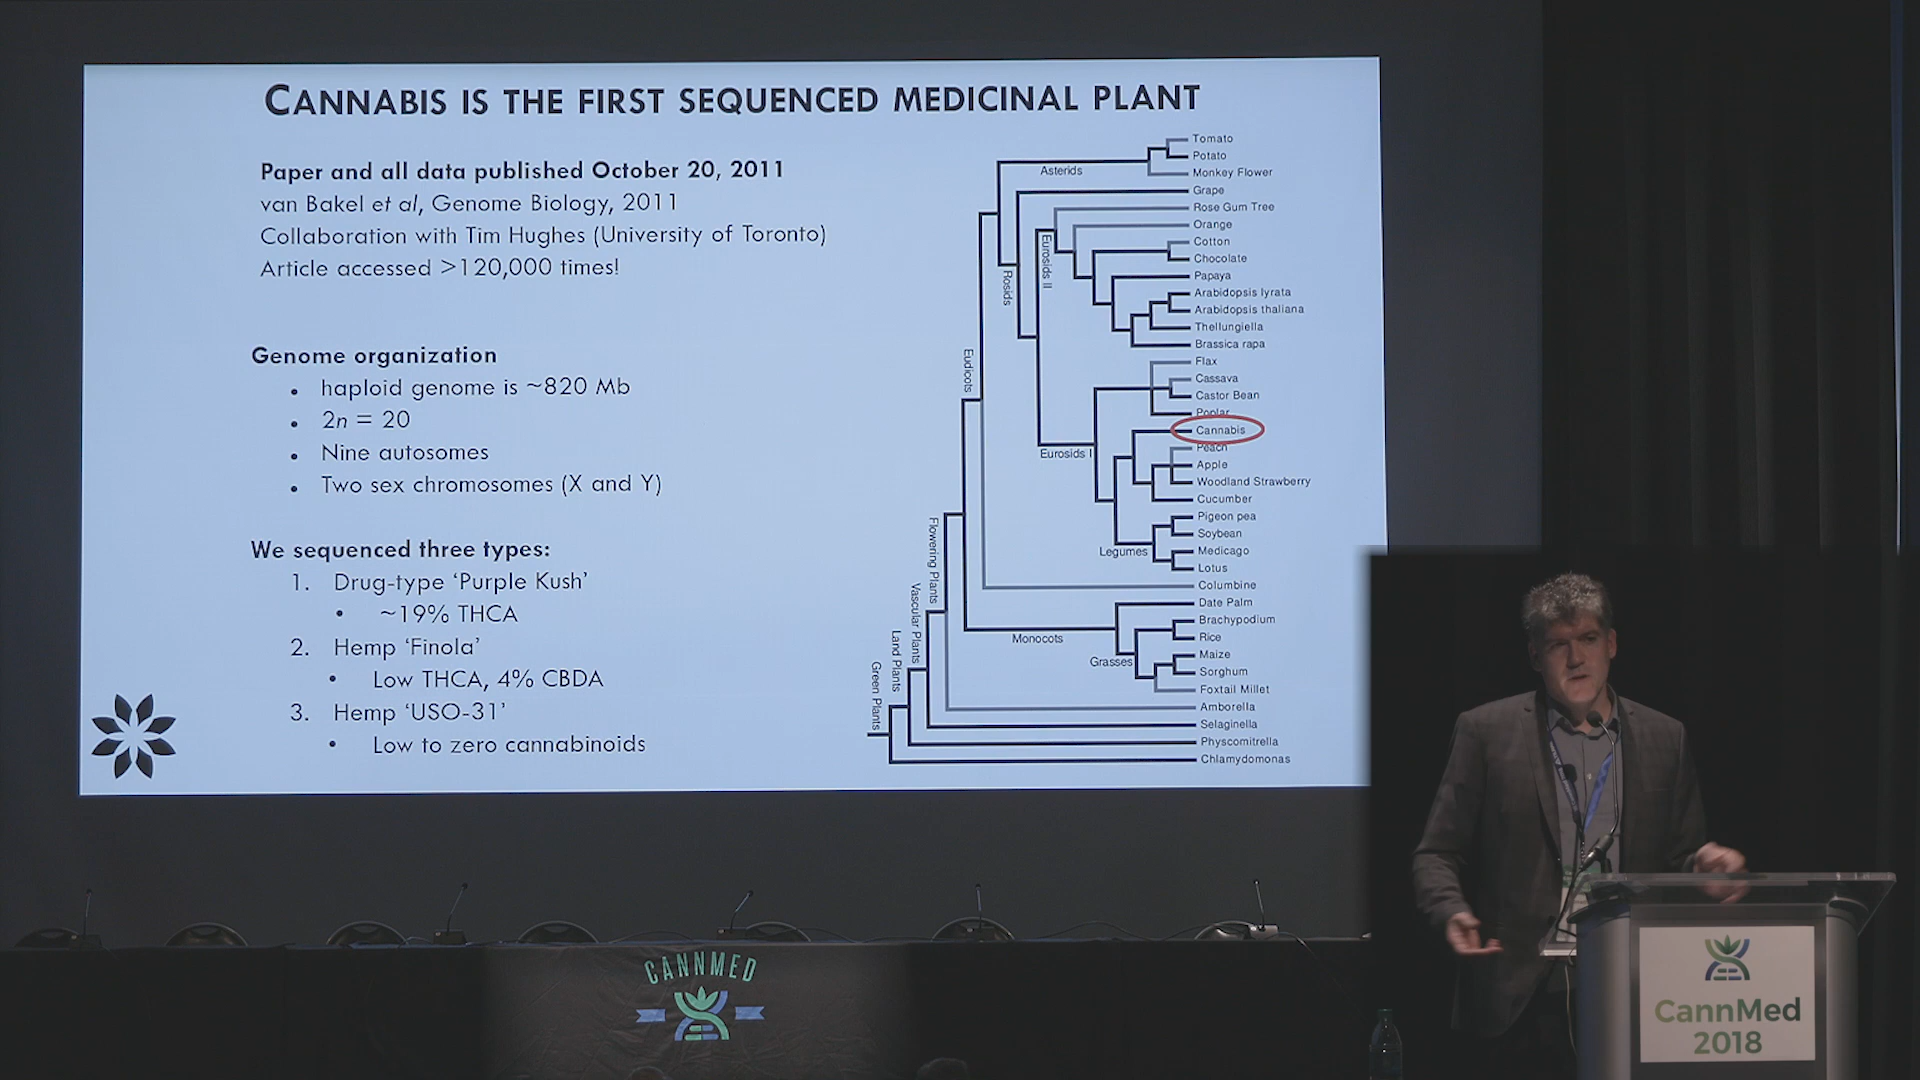 CANNABIS IS THE FIRST SEQUENCED MEDICINAL PLANT
Paper and all data published October 20, 2011
van Bakel et al, Genome Biology, 2011
Collaboration with Tim Hughes (University of Toronto)
Article accessed >120,000 times!
Genome organization
• haploid genome is ~820 Mb
• 2n = 20
• Nine autosomes
• Two sex chromosomes (X and Y)
We sequenced three types:
1. Drug-type ‘Purple Kush’
• ~19% THCA
2. Hemp ‘Finola’
• Low THCA, 4% CBDA
3. Hemp ‘USO-31’
• Low to zero cannabinoids
Green Plants
Land Plants
Vascular Plants
Flowering Plants
Eudicots
Asterids
Rosids
Eurosids II
Eurosids I
Legumes
Monocots
Grasses
Tomato
Potato
Monkey Flower
Grape
Rose Gum Tree
Orange
Cotton
Chocolate
Papaya
Arabidopsis lyrata
Arabidopsis thaliana
Thellungiella
Brassica rapa
Flax
Cassava
Castor Bean
Poplar
Cannabis
Peach
Apple
Woodland Strawberry
Cucumber
Pigeon pea
Soybean
Medicago
Lotus
Columbine
Date Palm
Brachypodium
Rice
Maize
Sorghum
Foxtail Millet
Amborella
Selaginella
Physcomitrella
Chlamydomonas
CANNMED
CannMed
2018